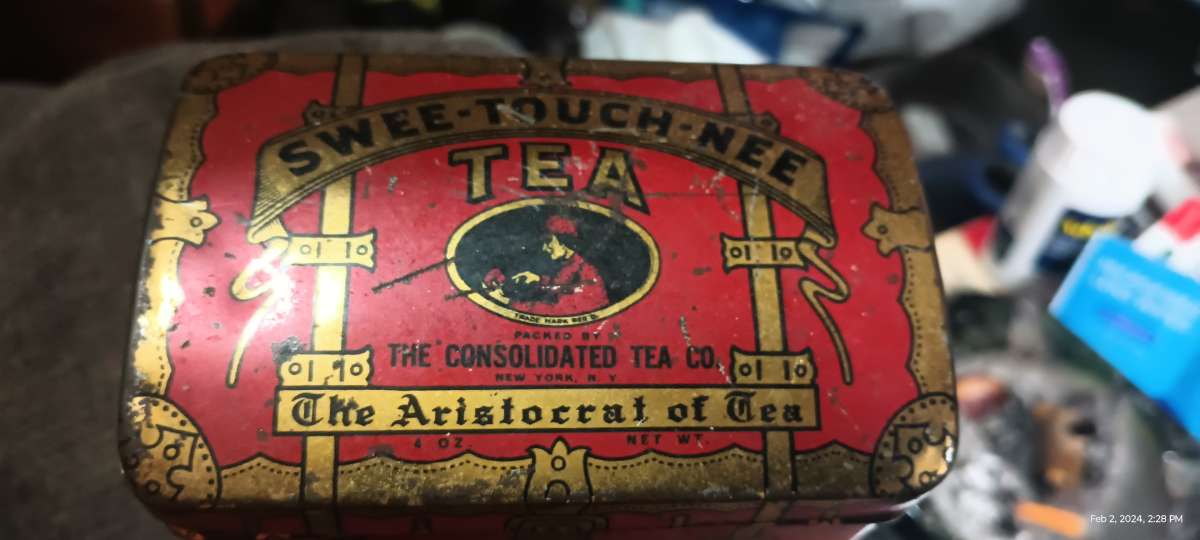 SWEE-TOUCH-NEE
TEA
TRADE MARK REG'D.
PACKED BY
THE CONSOLIDATED TEA CO.
NEW YORK, N.Y.
The Aristocrat of Tea
4 OZ. NET WT.
Feb 2, 2024, 2:28 PM